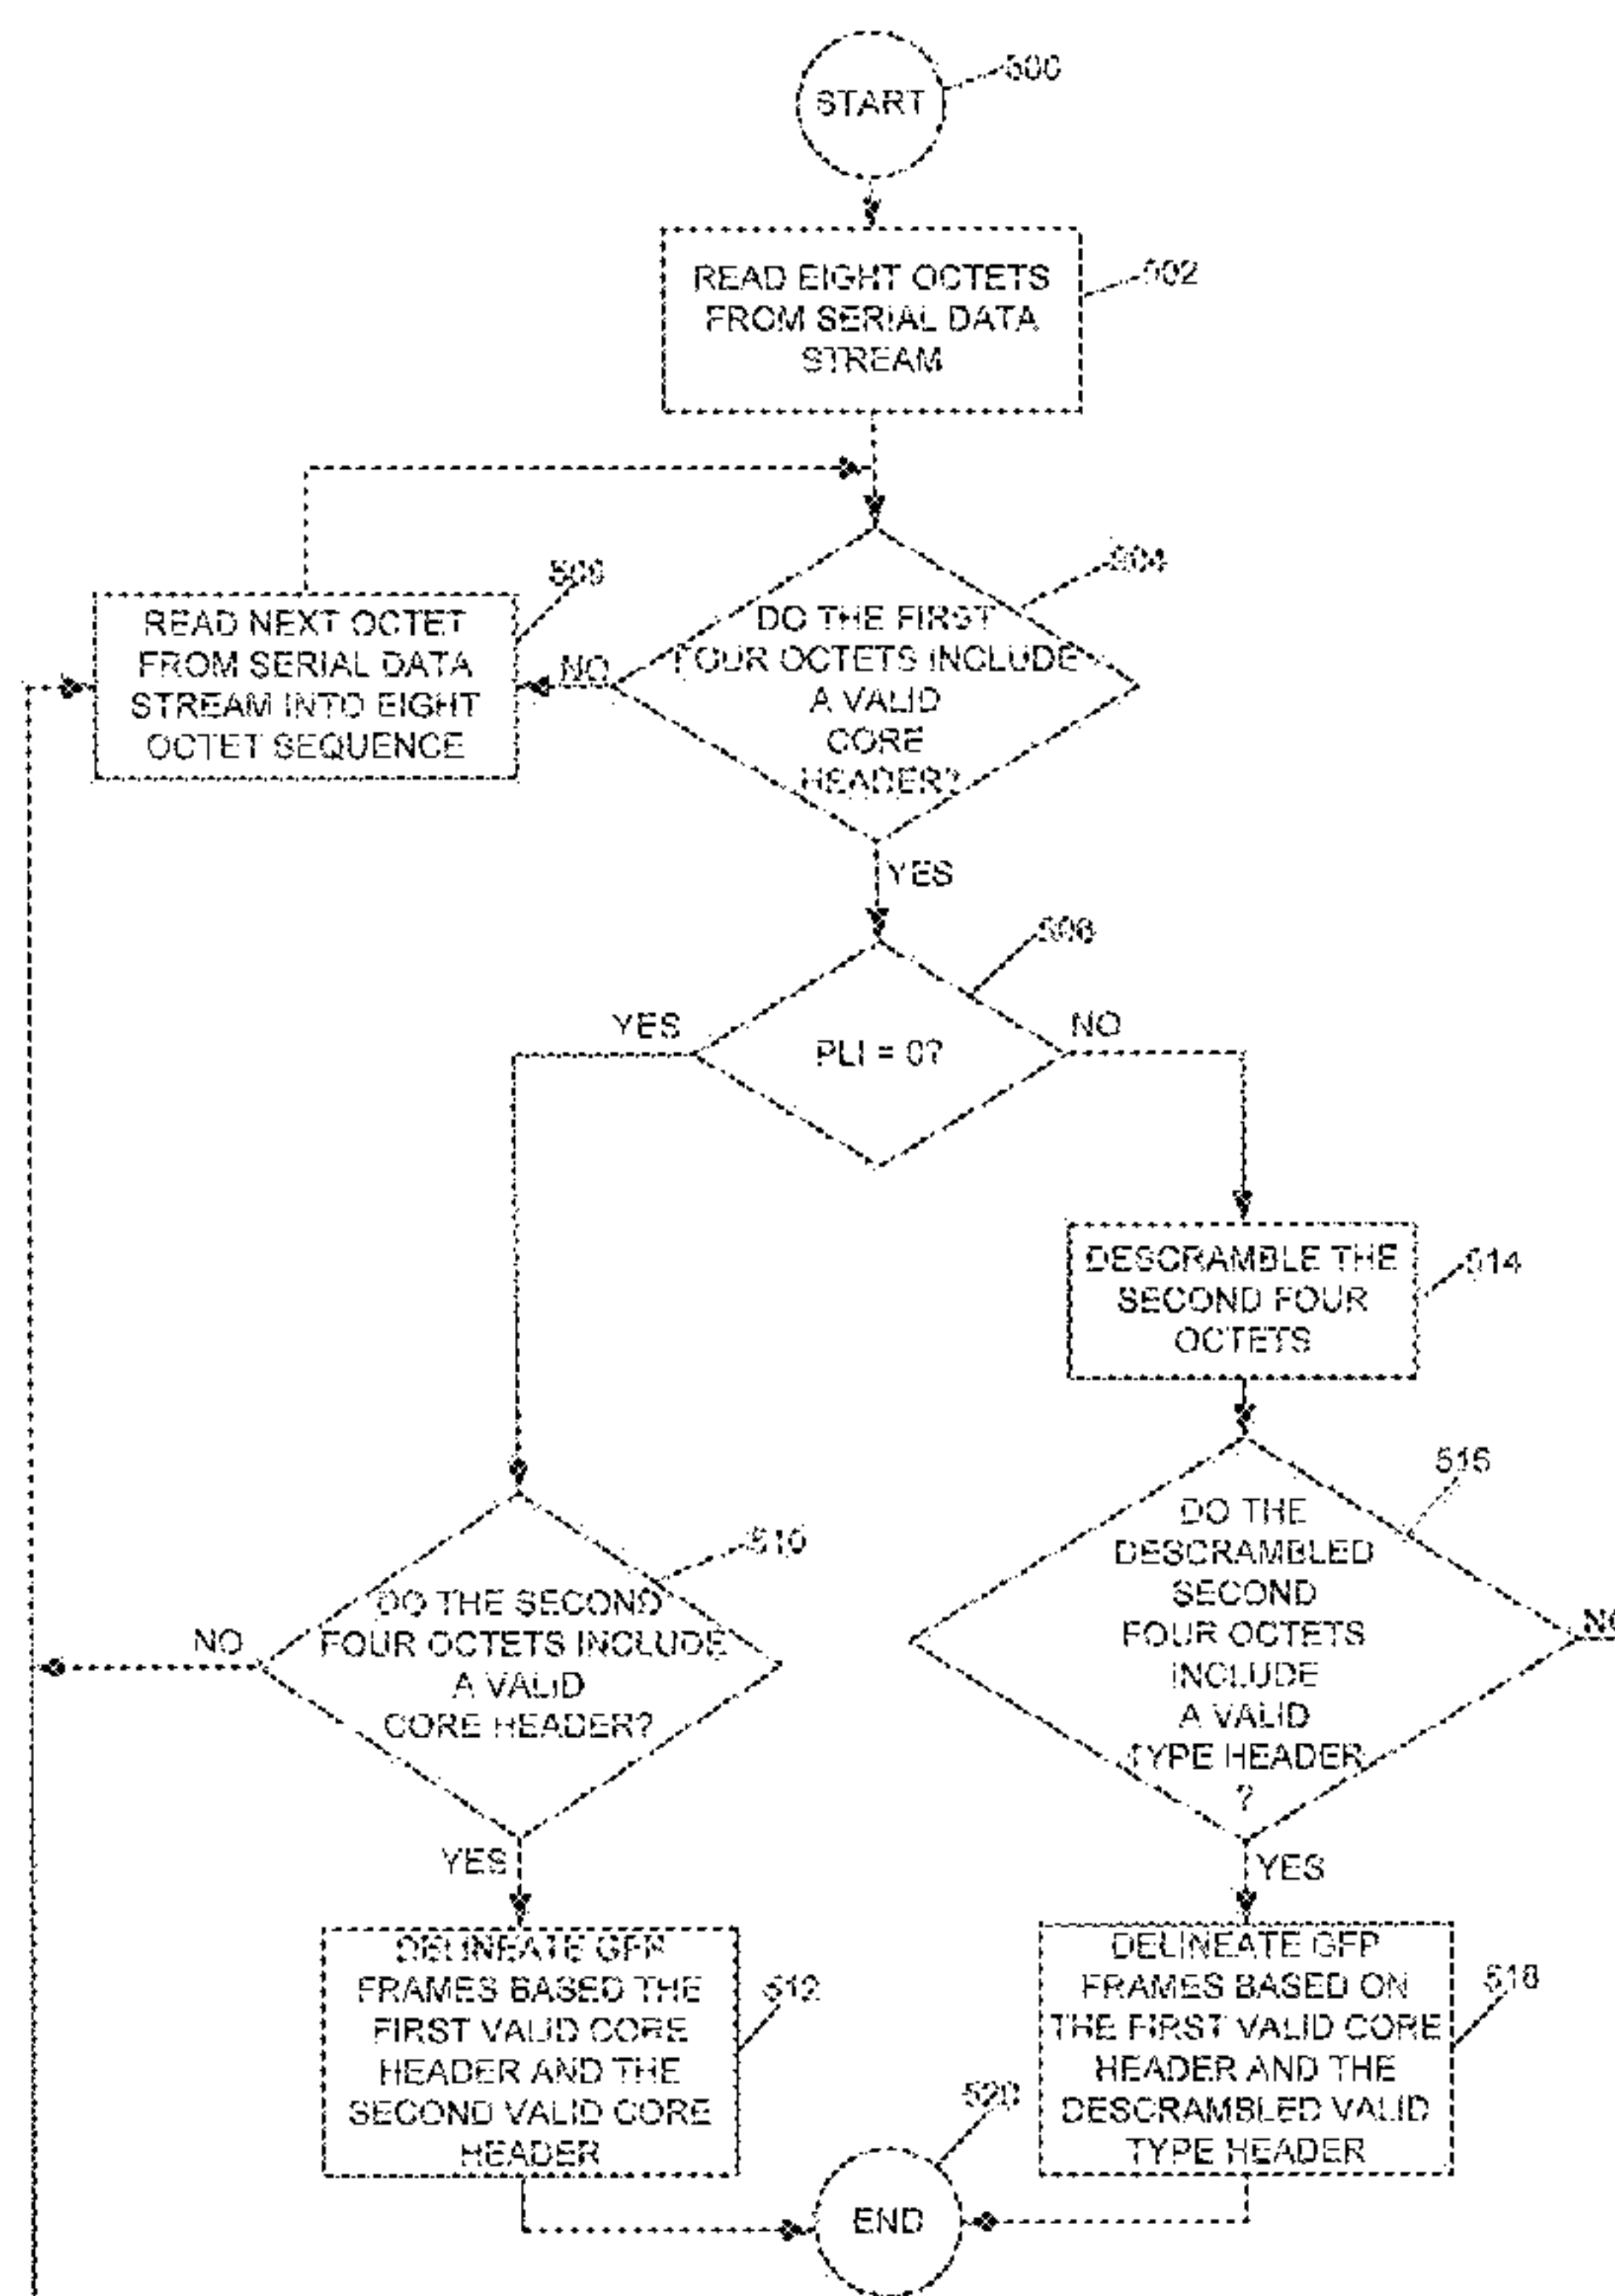 START
500
READ EIGHT OCTETS
FROM SERIAL DATA
STREAM
502
READ NEXT OCTET
FROM SERIAL DATA
STREAM INTO EIGHT
OCTET SEQUENCE
NO
DO THE FIRST
FOUR OCTETS INCLUDE
A VALID
CORE
HEADER?
504
YES
YES
PLI = 0?
NO
DESCRAMBLE THE
SECOND FOUR
OCTETS
514
NO
DO THE SECOND
FOUR OCTETS INCLUDE
A VALID
CORE HEADER?
510
YES
DO THE
DESCRAMBLED
SECOND
FOUR OCTETS
INCLUDE
A VALID
TYPE HEADER
?
516
NO
YES
DELINEATE GFP
FRAMES BASED THE
FIRST VALID CORE
HEADER AND THE
SECOND VALID CORE
HEADER
512
DELINEATE GFP
FRAMES BASED ON
THE FIRST VALID CORE
HEADER AND THE
DESCRAMBLED VALID
TYPE HEADER
518
520
END